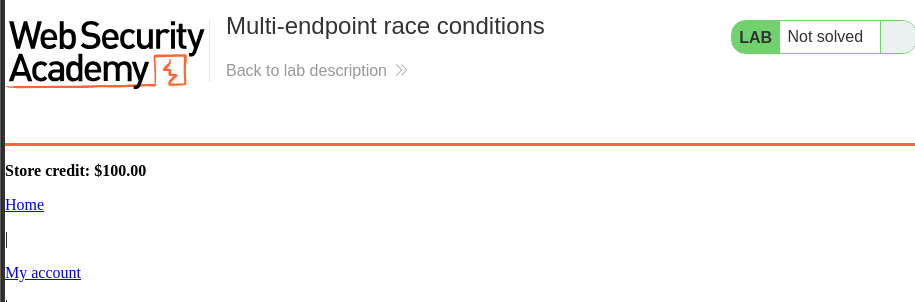 Web Security
Academy
Multi-endpoint race conditions
Back to lab description
LAB Not solved
Store credit: $100.00
Home
|
My account